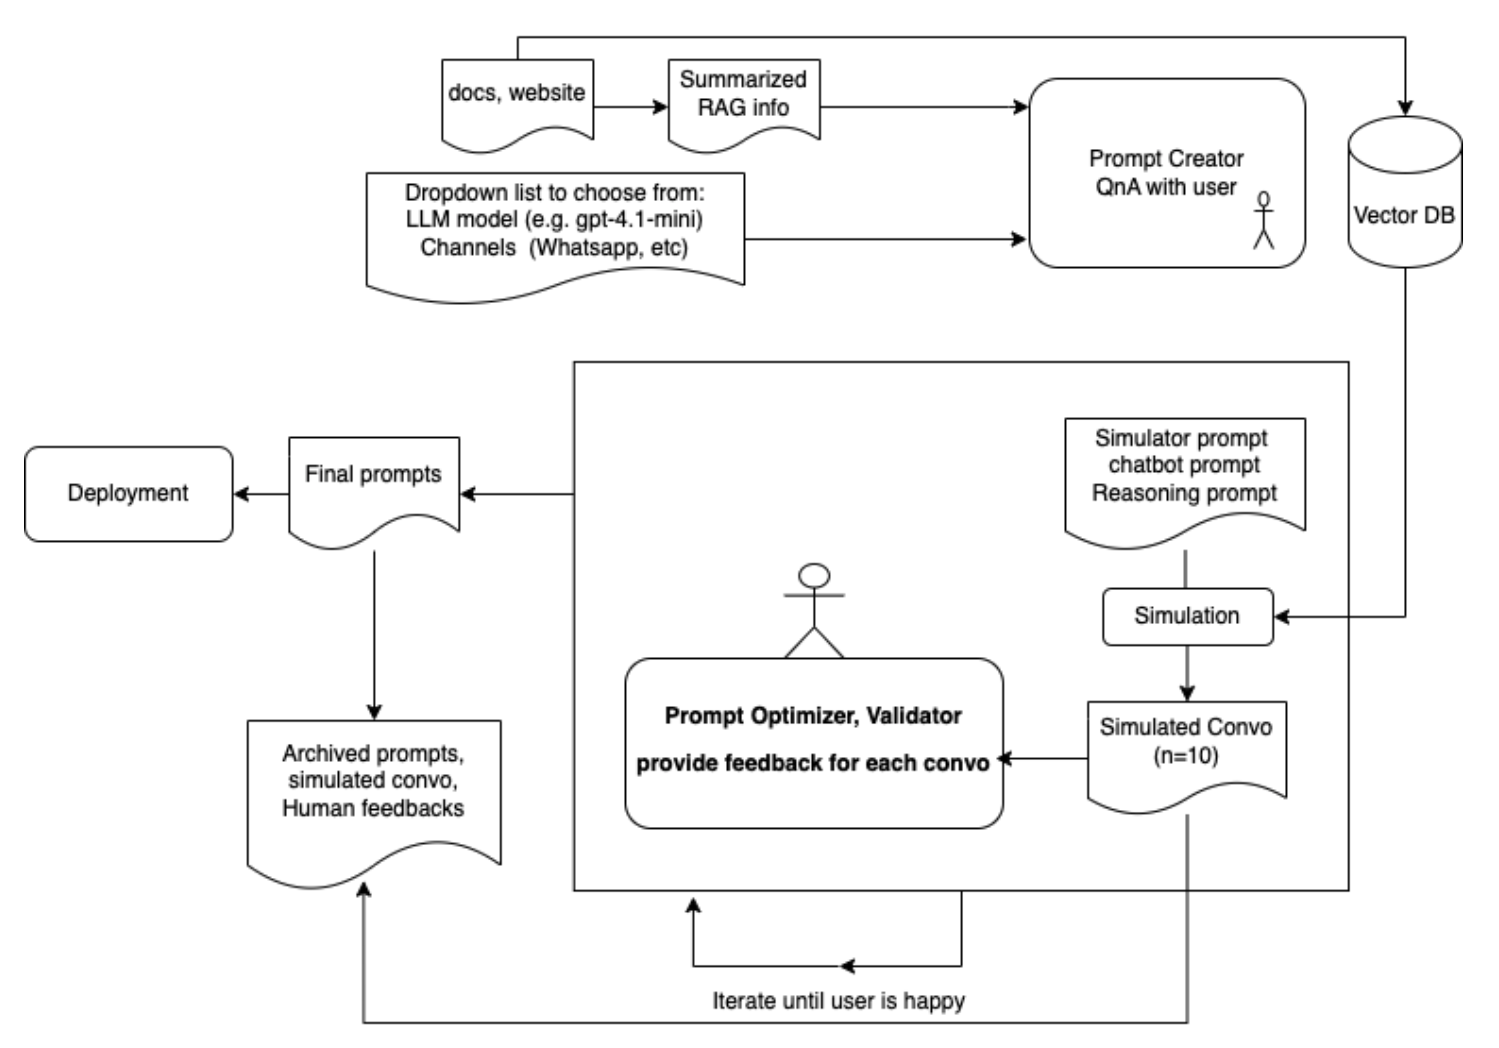 docs, website
Summarized
RAG info
Prompt Creator
QnA with user
Vector DB
Dropdown list to choose from:
LLM model (e.g. gpt-4.1-mini)
Channels (Whatsapp, etc)
Simulator prompt
chatbot prompt
Reasoning prompt
Final prompts
Deployment
Simulation
Prompt Optimizer, Validator
provide feedback for each convo
Simulated Convo
(n=10)
Archived prompts,
simulated convo,
Human feedbacks
Iterate until user is happy